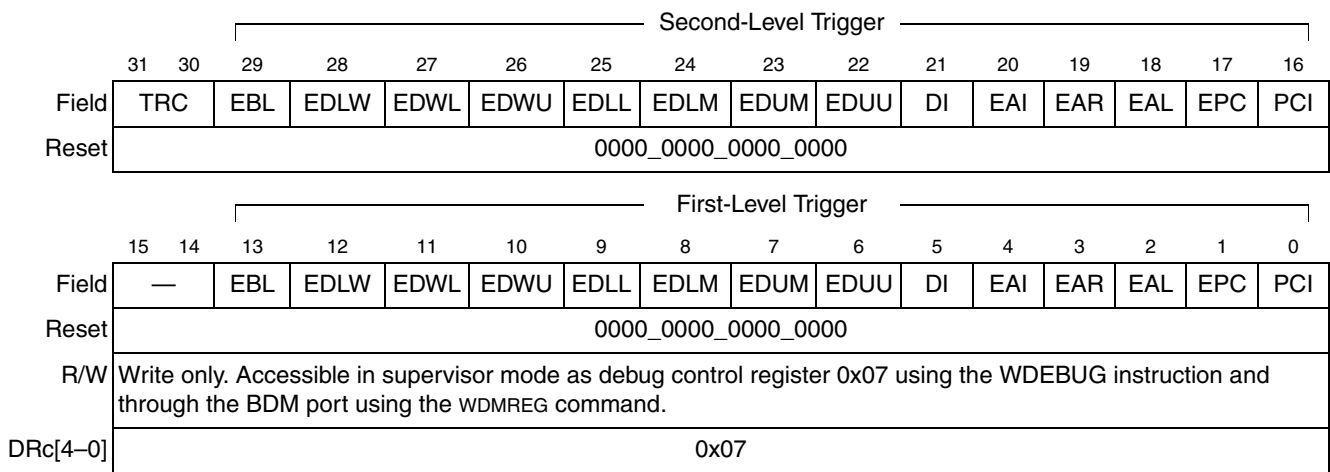 Second-Level Trigger
31 30 29 28 27 26 25 24 23 22 21 20 19 18 17 16
Field TRC EBL EDLW EDWL EDWU EDLL EDLM EDUM EDUU DI EAI EAR EAL EPC PCI
Reset 0000_0000_0000_0000
First-Level Trigger
15 14 13 12 11 10 9 8 7 6 5 4 3 2 1 0
Field — EBL EDLW EDWL EDWU EDLL EDLM EDUM EDUU DI EAI EAR EAL EPC PCI
Reset 0000_0000_0000_0000
R/W Write only. Accessible in supervisor mode as debug control register 0x07 using the WDEBUG instruction and
through the BDM port using the WDMREG command.
DRc[4–0] 0x07